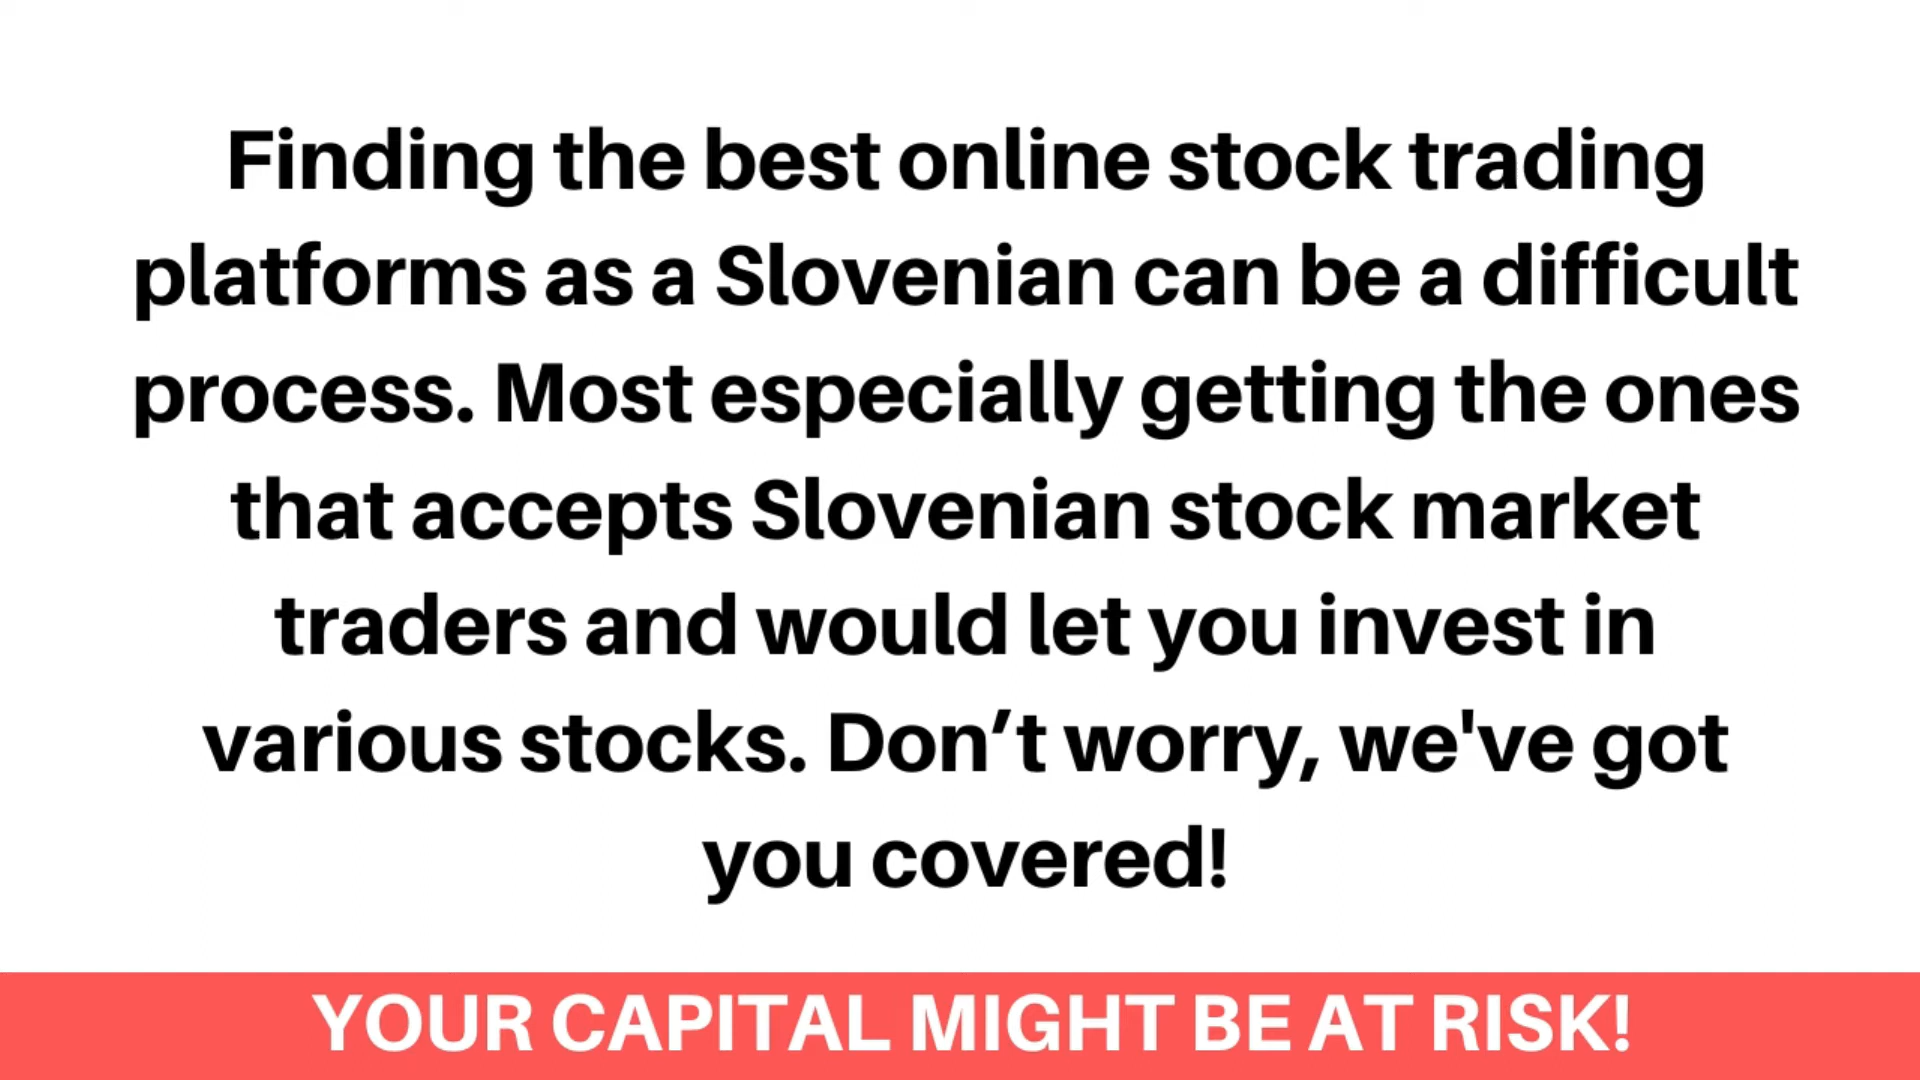 Finding the best online stock trading
platforms as a Slovenian can be a difficult
process. Most especially getting the ones
that accepts Slovenian stock market
traders and would let you invest in
various stocks. Don’t worry, we've got
you covered!
YOUR CAPITAL MIGHT BE AT RISK!